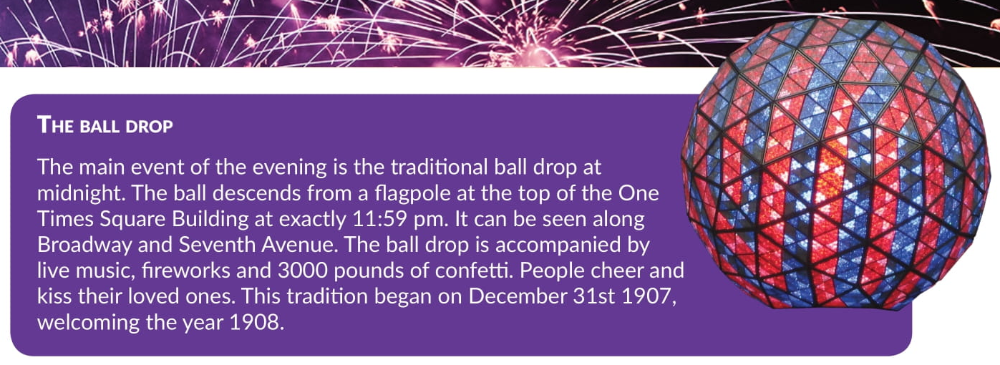 The ball drop
The main event of the evening is the traditional ball drop at
midnight. The ball descends from a flagpole at the top of the One
Times Square Building at exactly 11:59 pm. It can be seen along
Broadway and Seventh Avenue. The ball drop is accompanied by
live music, fireworks and 3000 pounds of confetti. People cheer and
kiss their loved ones. This tradition began on December 31st 1907,
welcoming the year 1908.